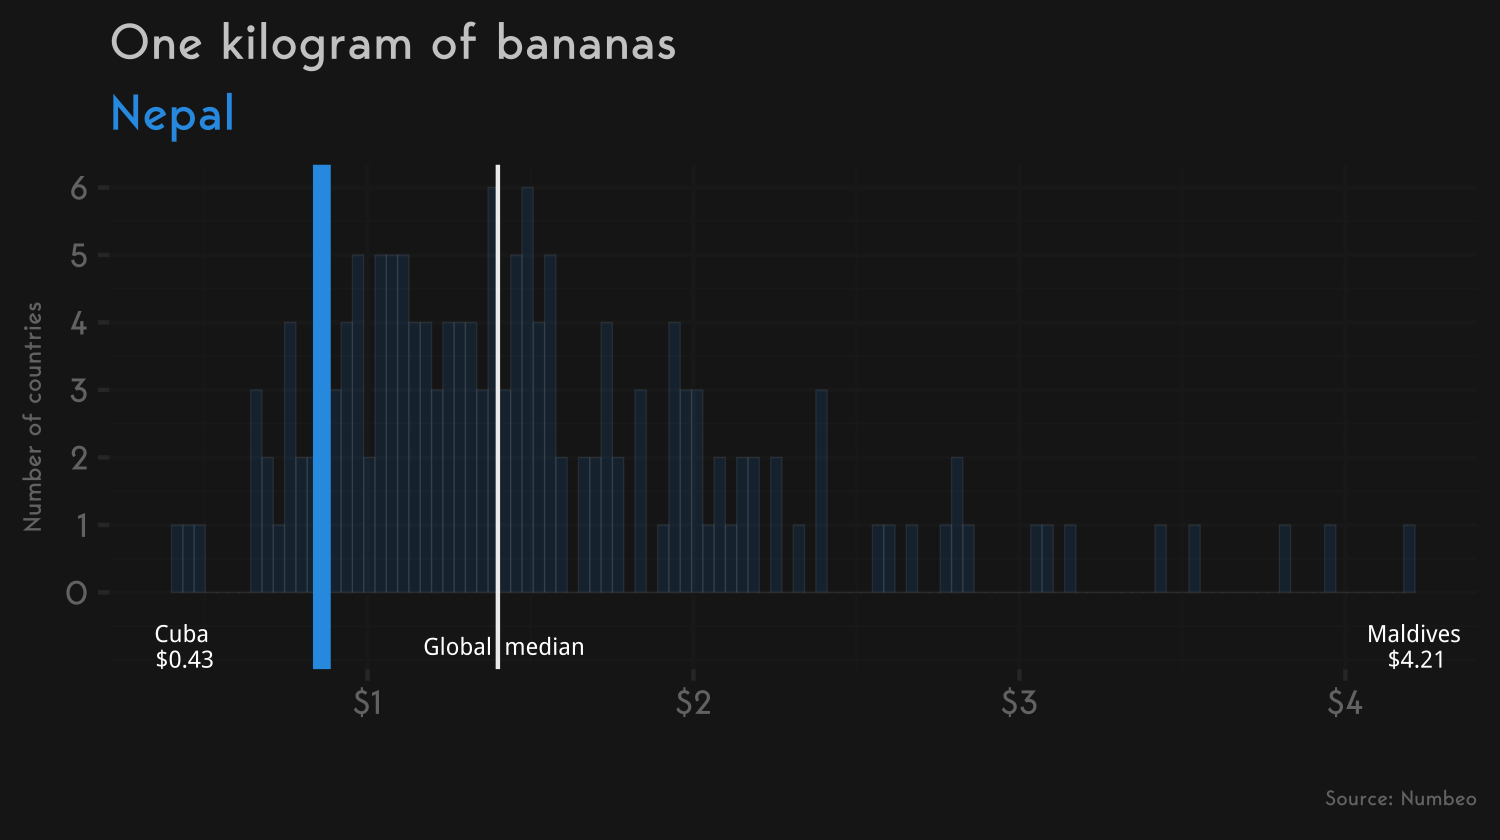 One kilogram of bananas
Nepal
Number of countries
6
5
4
3
2
1
0
Cuba
$0.43
Global median
Maldives
$4.21
$1 $2 $3 $4
Source: Numbeo